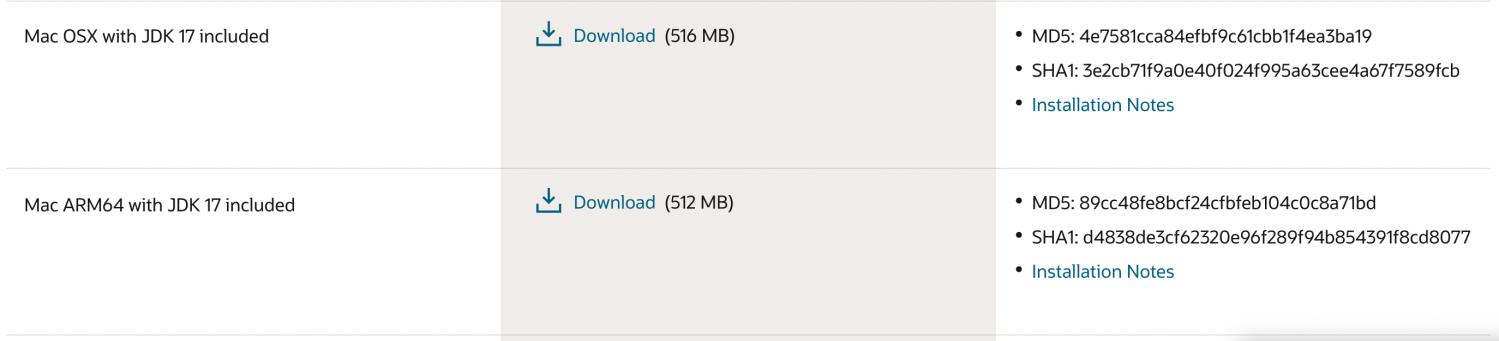 Mac OSX with JDK 17 included
Download (516 MB)
MD5: 4e7581cca84efbf9c61cbb1f4ea3ba19
SHA1: 3e2cb71f9a0e40f024f995a63cee4a67f7589fcb
Installation Notes
Mac ARM64 with JDK 17 included
Download (512 MB)
MD5: 89cc48fe8bcf24cfbfeb104c0c8a71bd
SHA1: d4838de3cf62320e96f289f94b854391f8cd8077
Installation Notes